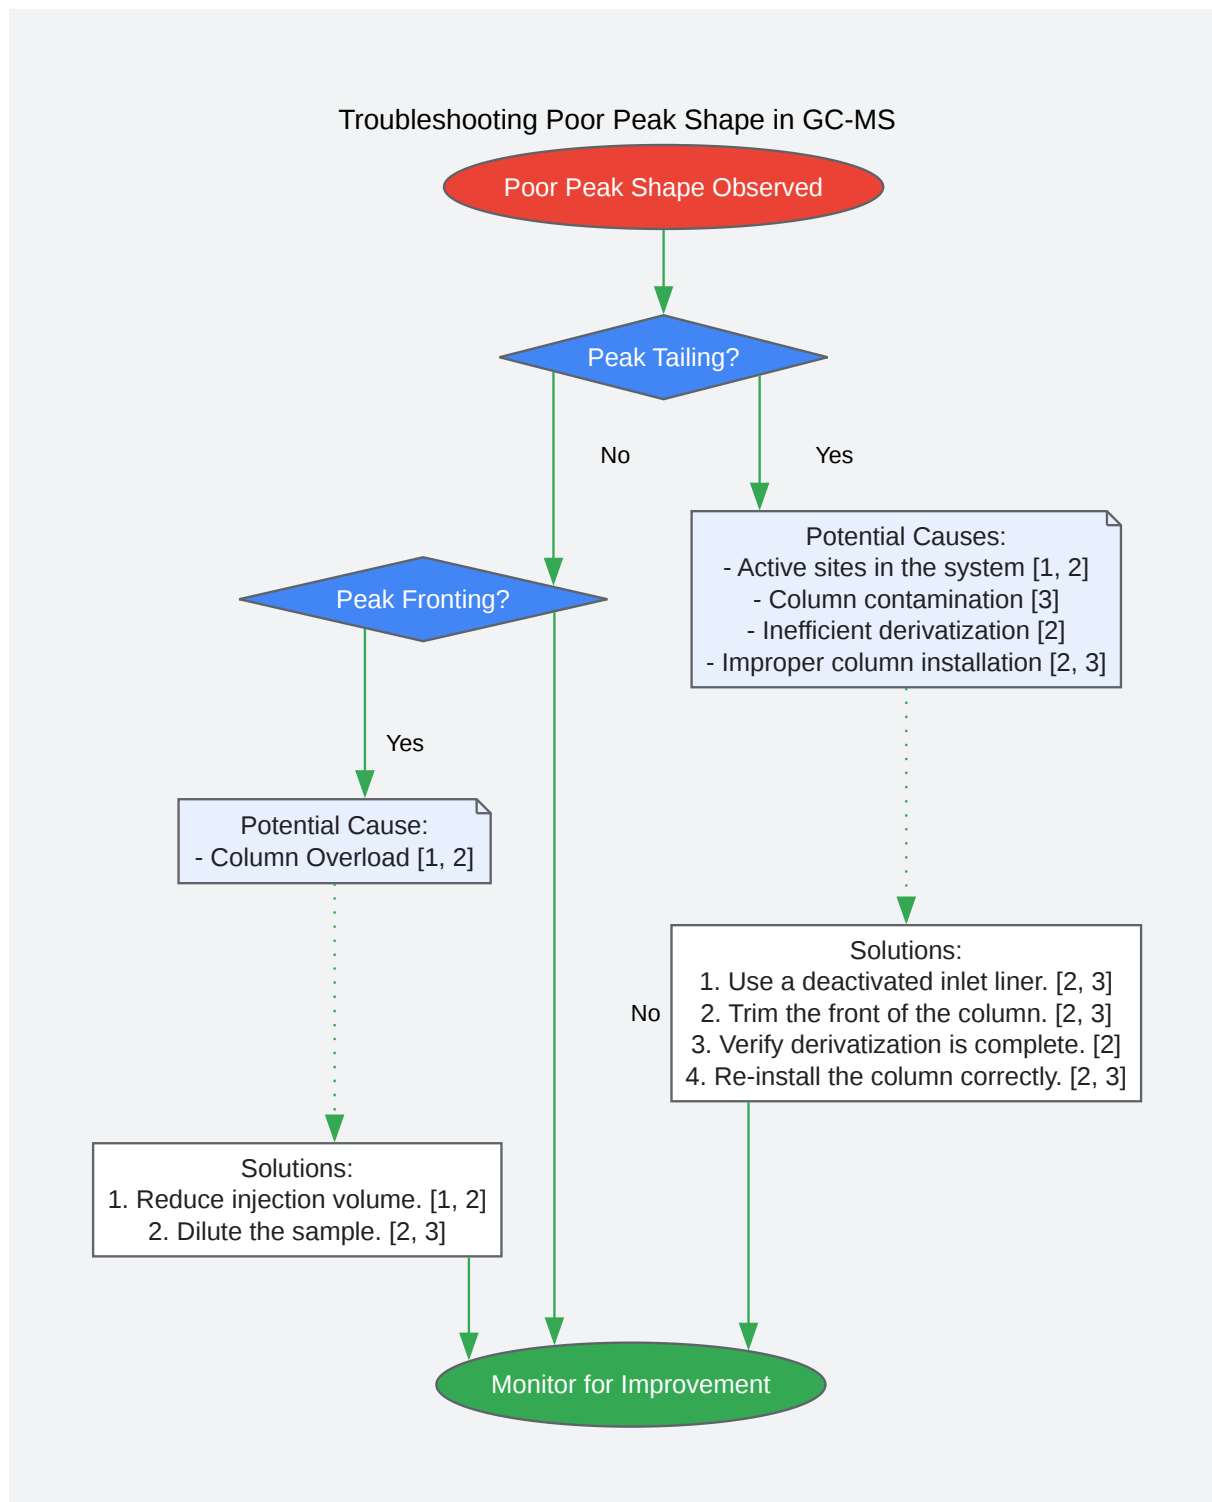 Troubleshooting Poor Peak Shape in GC-MS
Poor Peak Shape Observed
Peak Tailing?
No
Yes
Potential Causes:
- Active sites in the system [1, 2]
- Column contamination [3]
- Inefficient derivatization [2]
- Improper column installation [2, 3]
Peak Fronting?
Yes
Potential Cause:
- Column Overload [1, 2]
No
Solutions:
1. Use a deactivated inlet liner. [2, 3]
2. Trim the front of the column. [2, 3]
3. Verify derivatization is complete. [2]
4. Re-install the column correctly. [2, 3]
Solutions:
1. Reduce injection volume. [1, 2]
2. Dilute the sample. [2, 3]
Monitor for Improvement